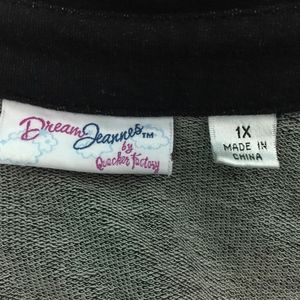 Dream Jeannes™
by
Quacker Factory
1X
MADE IN
CHINA